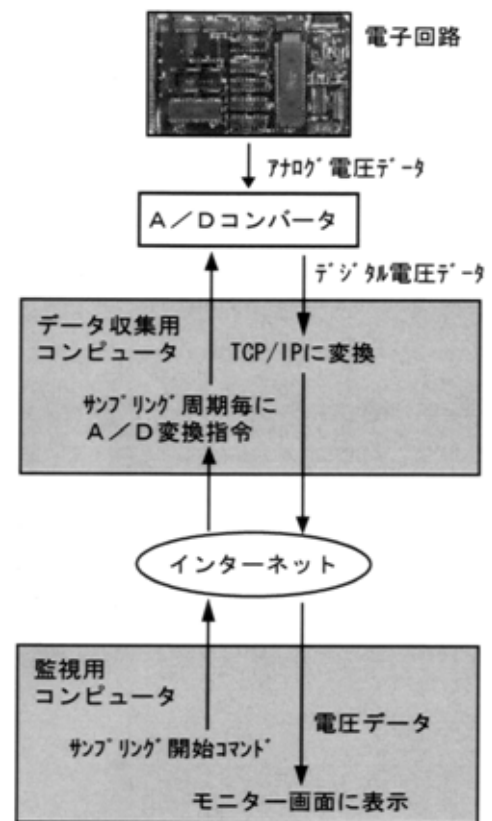 電子回路
アナログ電圧データ
A/Dコンバータ
デジタル電圧データ
データ収集用
コンピュータ
TCP/IPに変換
サンプリング周期毎に
A/D変換指令
インターネット
監視用
コンピュータ
電圧データ
サンプリング開始コマンド
モニター画面に表示